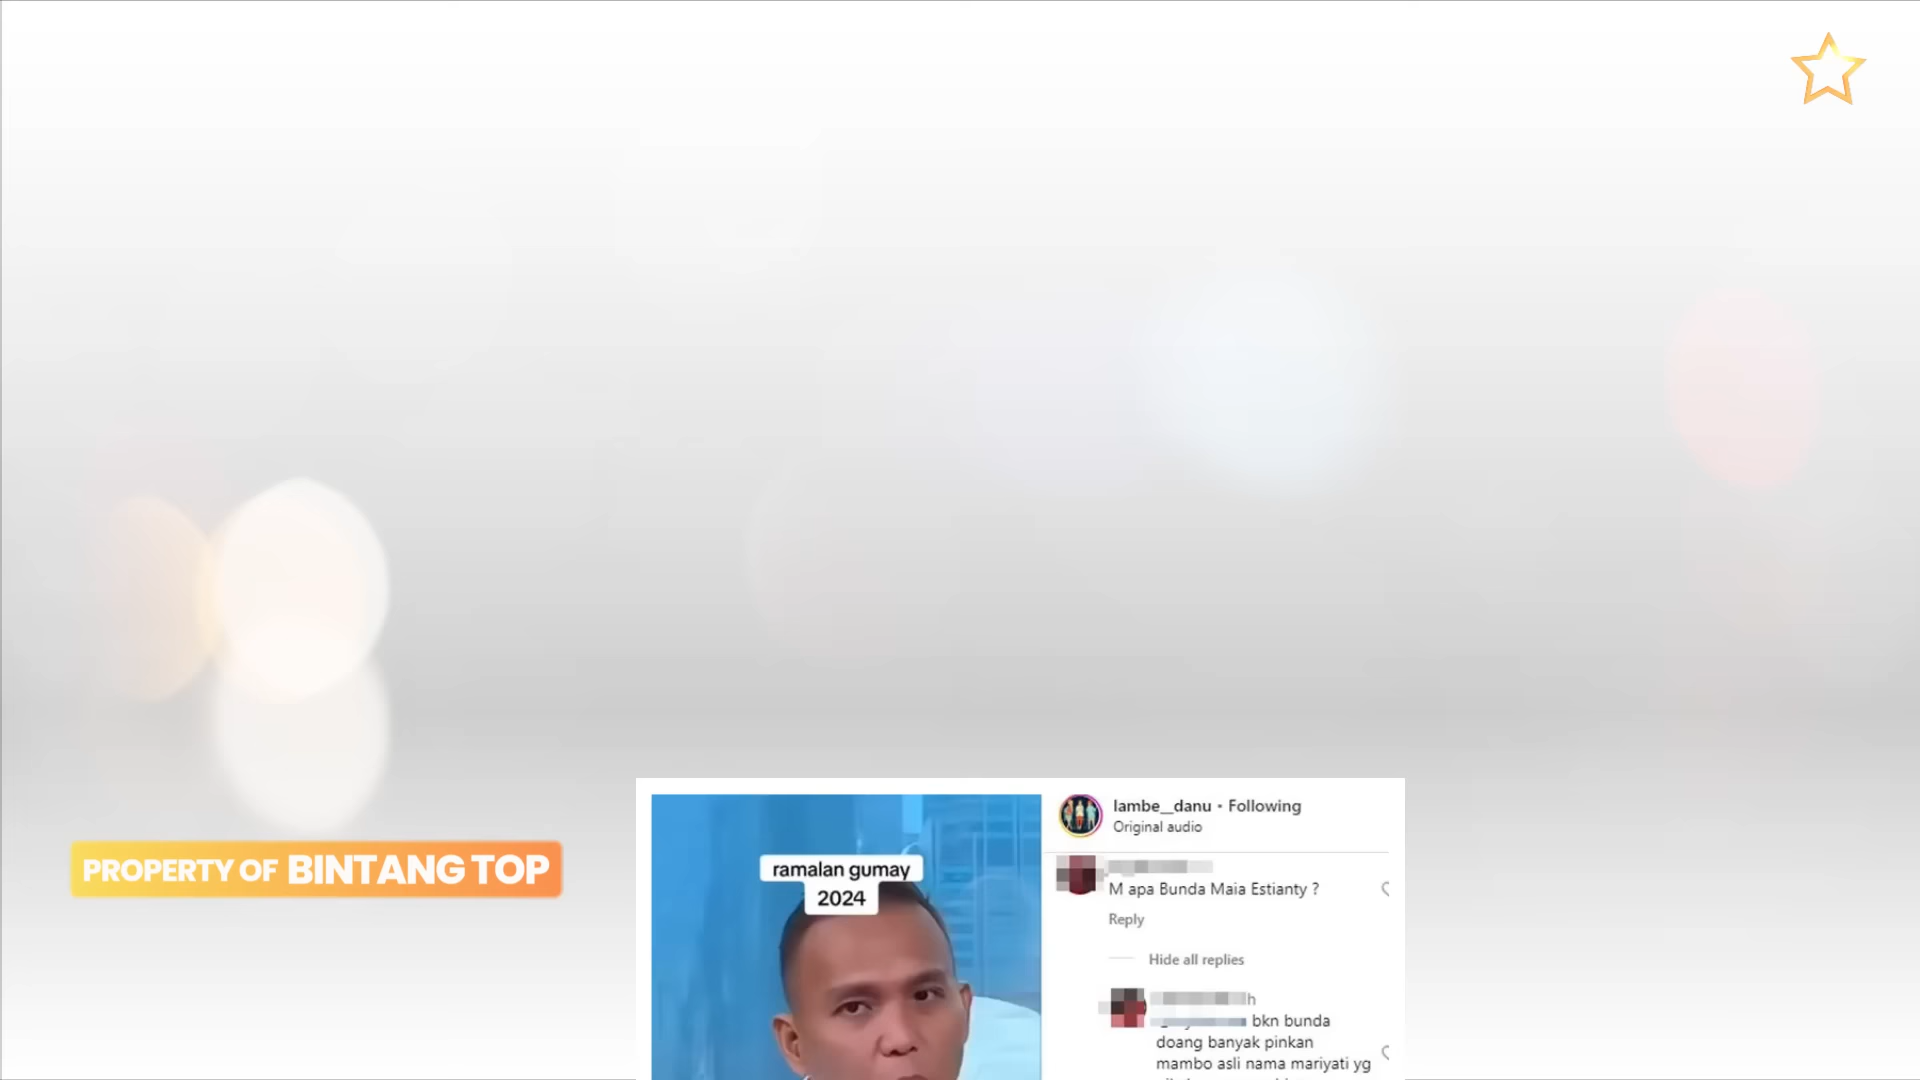 PROPERTY OF BINTANG TOP
ramalan gumay
2024
lambe__danu • Following
Original audio
M apa Bunda Maia Estianty ?
Reply
Hide all replies
h
bkn bunda
doang banyak pinkan
mambo asli nama mariyati yg